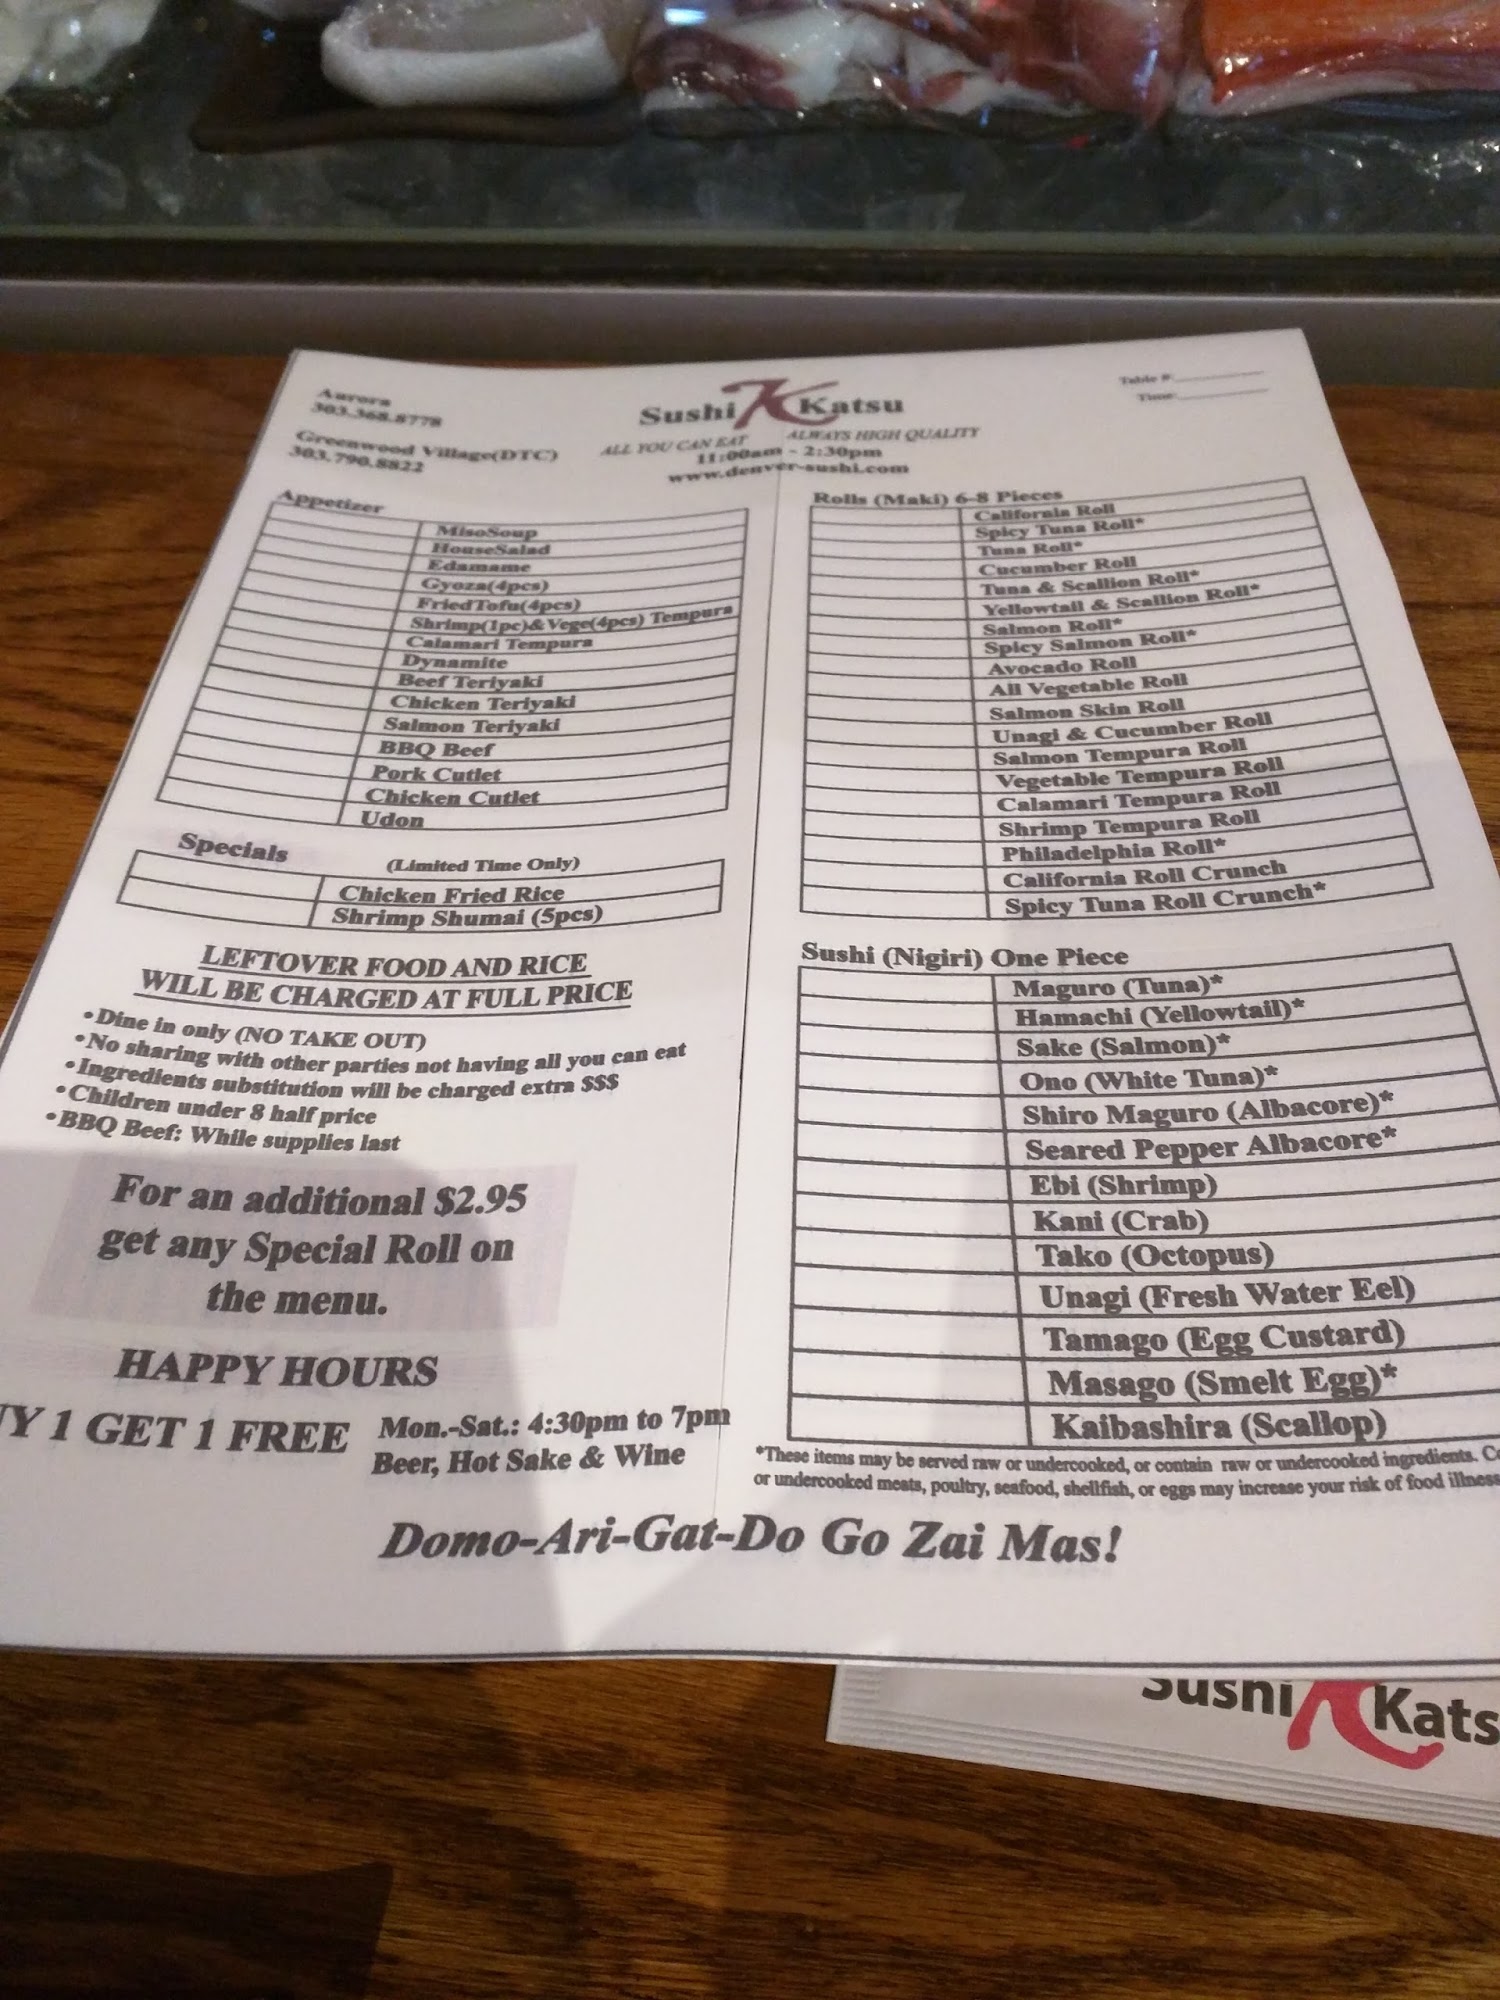 Aurora
303.368.8778
Greenwood Village(DTC)
303.790.8822
Sushi Katsu
ALL YOU CAN EAT ALWAYS HIGH QUALITY
11:00am - 2:30pm
www.denver-sushi.com
Table #:
Time:
Appetizer
MisoSoup
HouseSalad
Edamame
Gyoza(4pcs)
FriedTofu(4pcs)
Shrimp(1pc)&Vege(4pcs) Tempura
Calamari Tempura
Dynamite
Beef Teriyaki
Chicken Teriyaki
Salmon Teriyaki
BBQ Beef
Pork Cutlet
Chicken Cutlet
Udon
Specials (Limited Time Only)
Chicken Fried Rice
Shrimp Shumai (5pcs)
LEFTOVER FOOD AND RICE
WILL BE CHARGED AT FULL PRICE
•Dine in only (NO TAKE OUT)
•No sharing with other parties not having all you can eat
•Ingredients substitution will be charged extra $$$
•Children under 8 half price
•BBQ Beef: While supplies last
For an additional $2.95
get any Special Roll on
the menu.
HAPPY HOURS
UY 1 GET 1 FREE
Mon.-Sat.: 4:30pm to 7pm
Beer, Hot Sake & Wine
Rolls (Maki) 6-8 Pieces
California Roll
Spicy Tuna Roll*
Tuna Roll*
Cucumber Roll
Tuna & Scallion Roll*
Yellowtail & Scallion Roll*
Salmon Roll*
Spicy Salmon Roll*
Avocado Roll
All Vegetable Roll
Salmon Skin Roll
Unagi & Cucumber Roll
Salmon Tempura Roll
Vegetable Tempura Roll
Calamari Tempura Roll
Shrimp Tempura Roll
Philadelphia Roll*
California Roll Crunch
Spicy Tuna Roll Crunch*
Sushi (Nigiri) One Piece
Maguro (Tuna)*
Hamachi (Yellowtail)*
Sake (Salmon)*
Ono (White Tuna)*
Shiro Maguro (Albacore)*
Seared Pepper Albacore*
Ebi (Shrimp)
Kani (Crab)
Tako (Octopus)
Unagi (Fresh Water Eel)
Tamago (Egg Custard)
Masago (Smelt Egg)*
Kaibashira (Scallop)
*These items may be served raw or undercooked, or contain raw or undercooked ingredients. Co
or undercooked meats, poultry, seafood, shellfish, or eggs may increase your risk of food illness
Domo-Ari-Gat-Do Go Zai Mas!
Sushi Kats